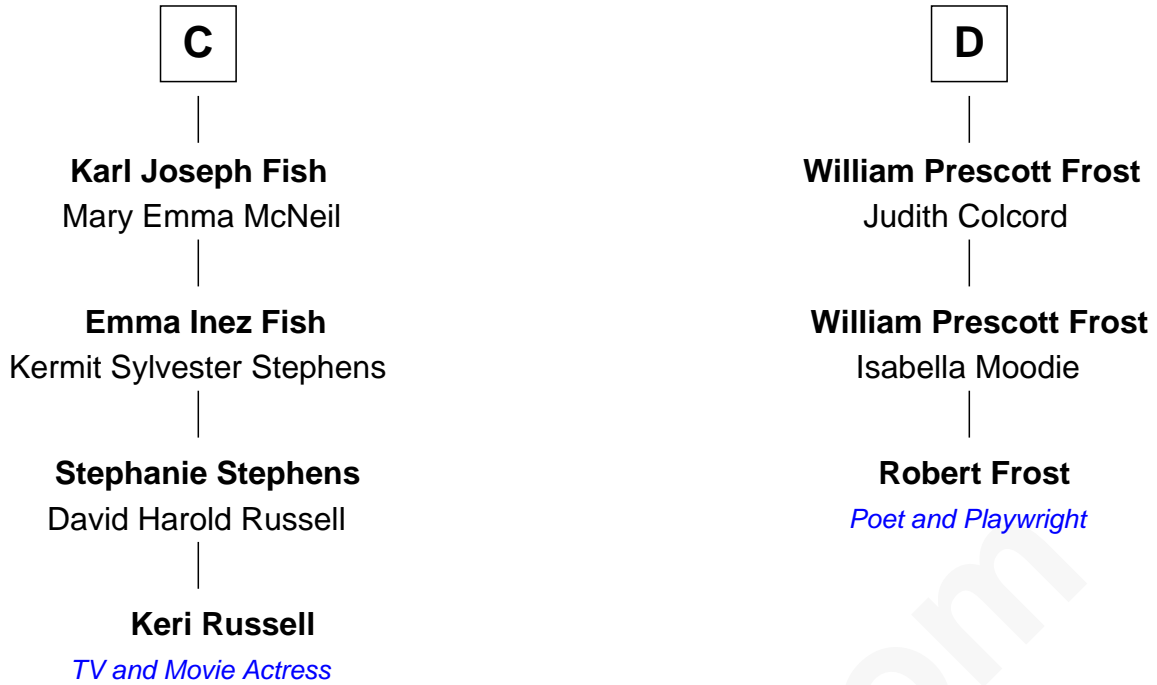 C
Karl Joseph Fish
Mary Emma McNeil
Emma Inez Fish
Kermit Sylvester Stephens
Stephanie Stephens
David Harold Russell
Keri Russell
TV and Movie Actress
D
William Prescott Frost
Judith Colcord
William Prescott Frost
Isabella Moodie
Robert Frost
Poet and Playwright
om